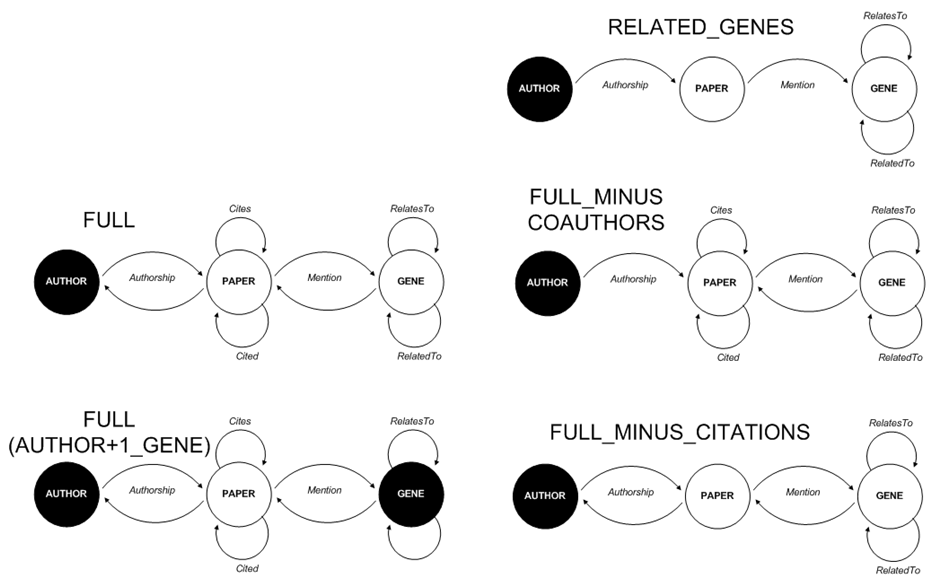 RELATED_GENES
RelatesTo
AUTHOR
Authorship
PAPER
Mention
GENE
RelatedTo
FULL
Cites
RelatesTo
AUTHOR
Authorship
PAPER
Mention
GENE
Cited
RelatedTo
FULL_MINUS
COAUTHORS
Cites
RelatesTo
AUTHOR
Authorship
PAPER
Mention
GENE
Cited
RelatedTo
FULL
(AUTHOR+1_GENE)
Cites
RelatesTo
AUTHOR
Authorship
PAPER
Mention
GENE
Cited
FULL_MINUS_CITATIONS
RelatesTo
AUTHOR
Authorship
PAPER
Mention
GENE
RelatedTo